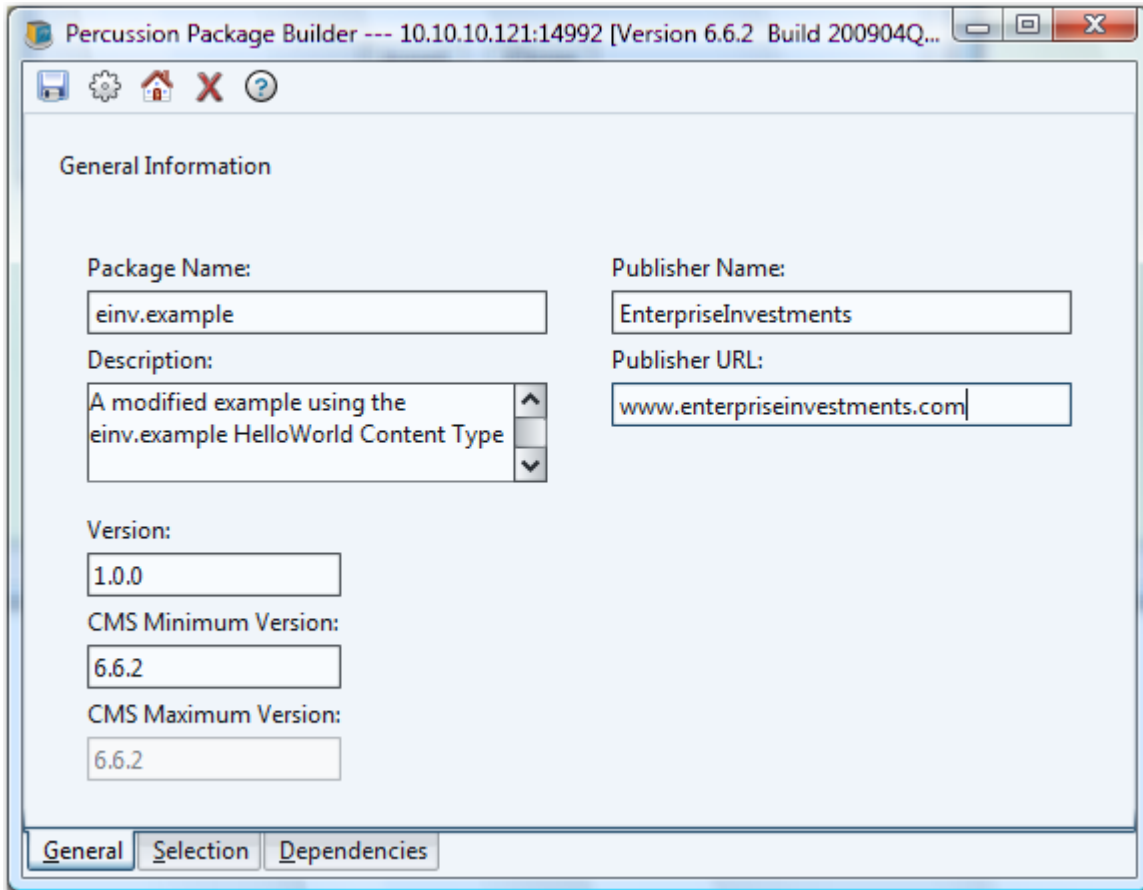 Percussion Package Builder --- 10.10.10.121:14992 [Version 6.6.2 Build 200904Q...
General Information
Package Name:
einv.example
Description:
A modified example using the
einv.example HelloWorld Content Type
Version:
1.0.0
CMS Minimum Version:
6.6.2
CMS Maximum Version:
6.6.2
Publisher Name:
EnterpriseInvestments
Publisher URL:
www.enterpriseinvestments.com
General Selection Dependencies